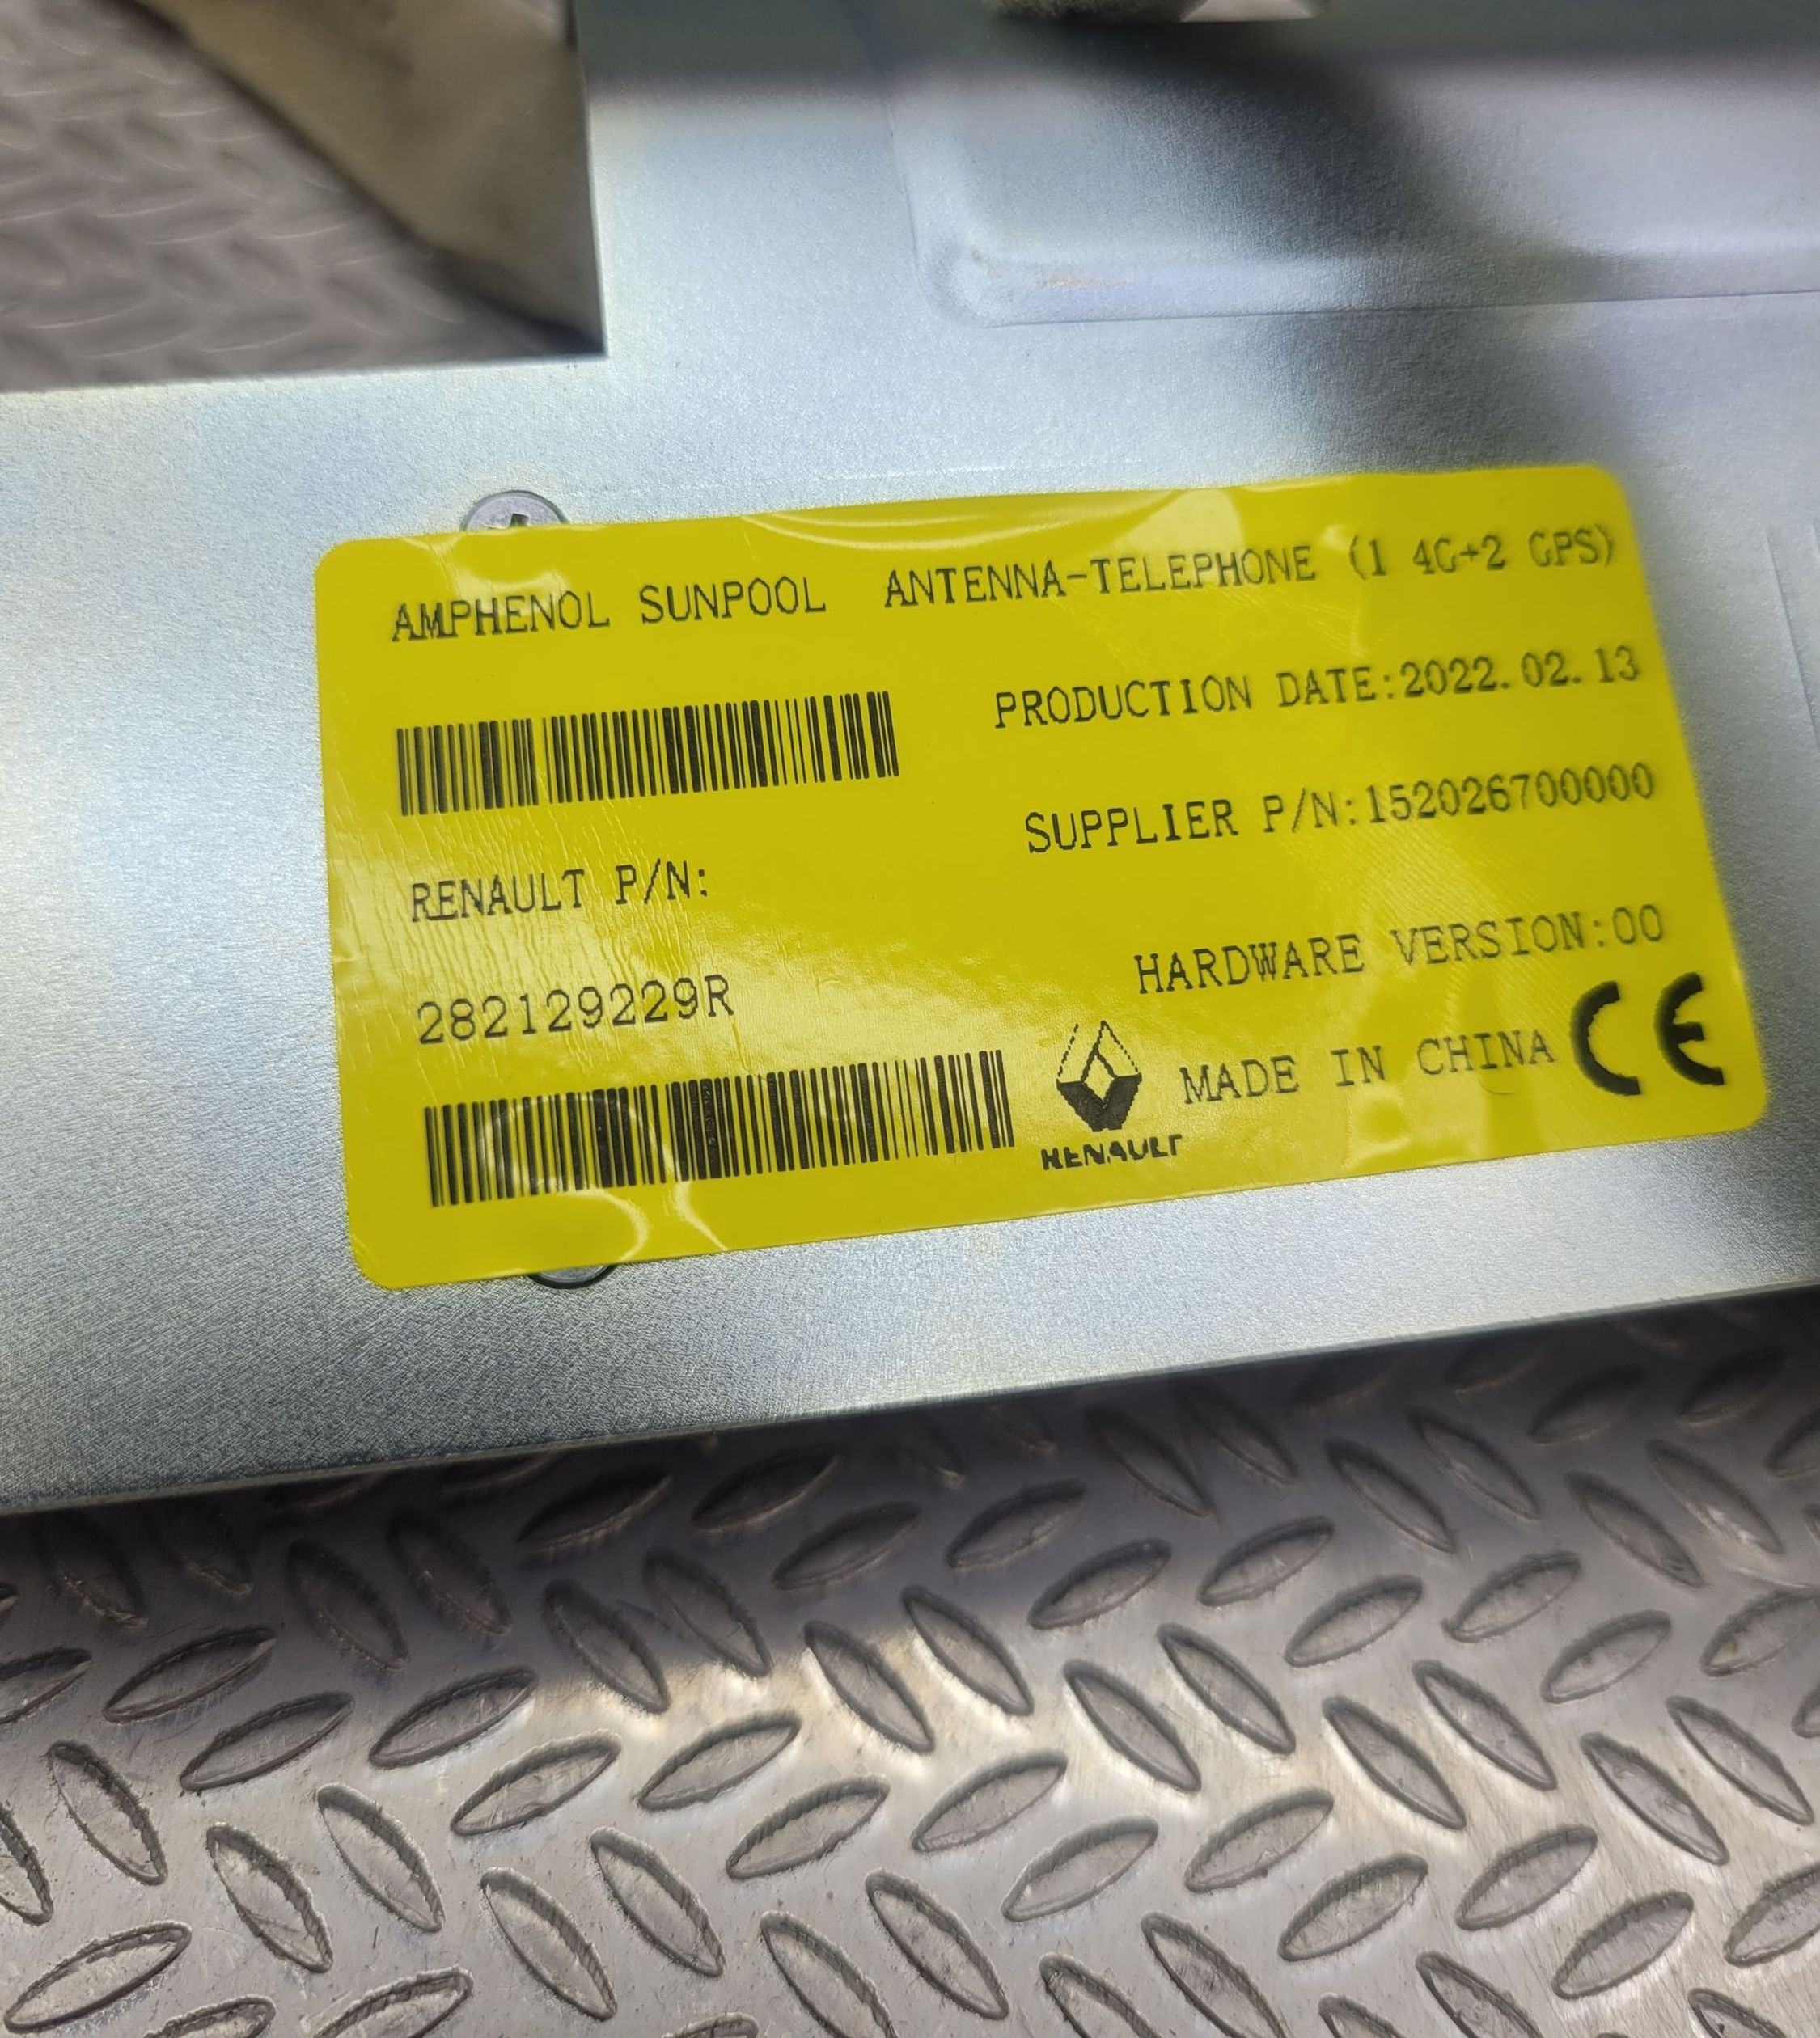 AMPHENOL SUNPOOL ANTENNA-TELEPHONE (1 4G+2 GPS)
PRODUCTION DATE:2022.02.13
SUPPLIER P/N:152026700000
RENAULT P/N:
HARDWARE VERSION:00
282129229R
MADE IN CHINA CE
RENAULT